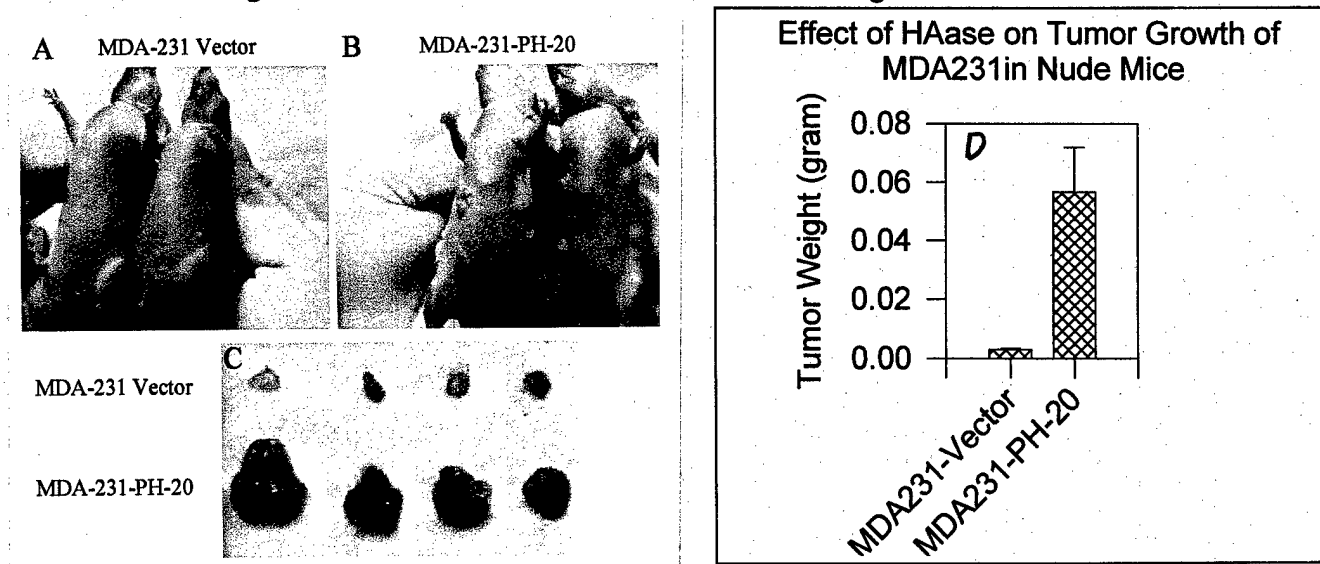 A MDA-231 Vector
B MDA-231-PH-20
C
MDA-231 Vector
MDA-231-PH-20
Effect of HAase on Tumor Growth of
MDA231in Nude Mice
D
Tumor Weight (gram)
0.08
0.06
0.04
0.02
0.00
MDA231-Vector
MDA231-PH-20